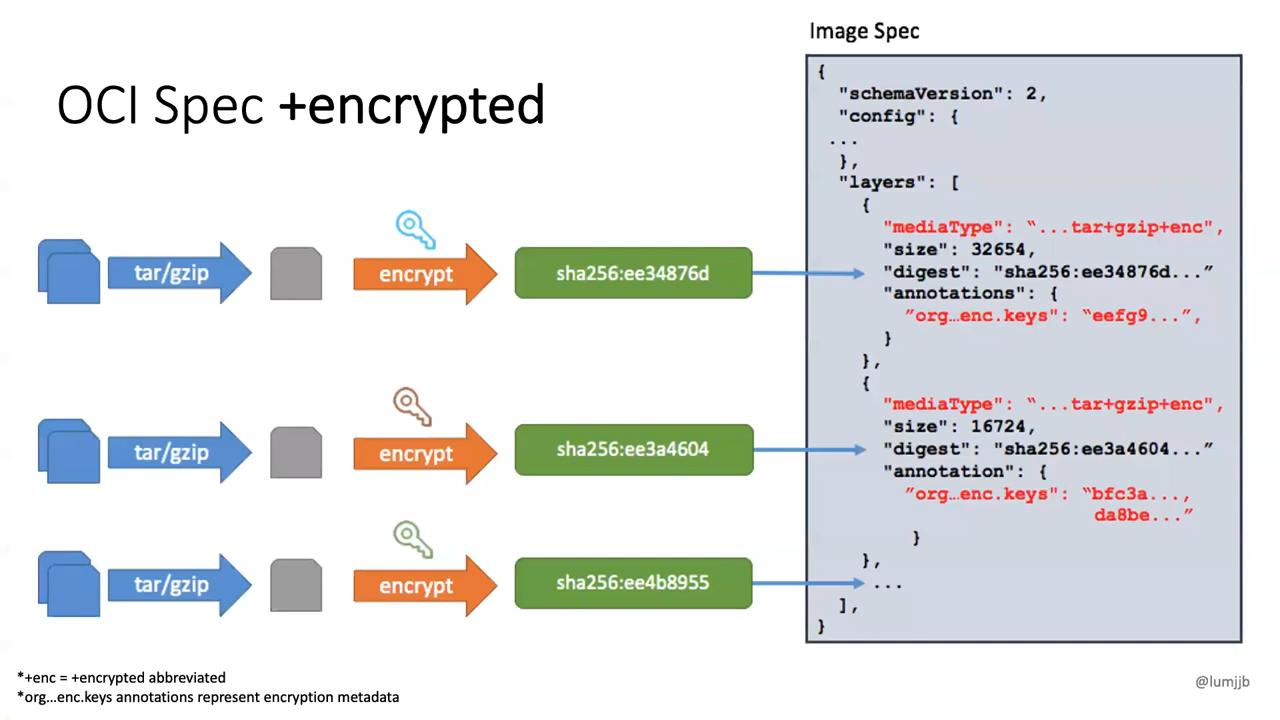 OCI Spec +encrypted
tar/gzip
encrypt
sha256:ee34876d
tar/gzip
encrypt
sha256:ee3a4604
tar/gzip
encrypt
sha256:ee4b8955
Image Spec
{
"schemaVersion": 2,
"config": {
...
},
"layers": [
{
"mediaType": “...tar+gzip+enc",
"size": 32654,
"digest": "sha256:ee34876d...”
"annotations": {
”org…enc.keys": “eefg9...”,
}
},
{
"mediaType": “...tar+gzip+enc",
"size": 16724,
"digest": "sha256:ee3a4604...”
"annotation": {
”org…enc.keys": “bfc3a...,
da8be...”
}
},
...
],
}
*+enc = +encrypted abbreviated
*org…enc.keys annotations represent encryption metadata
@lumjjb